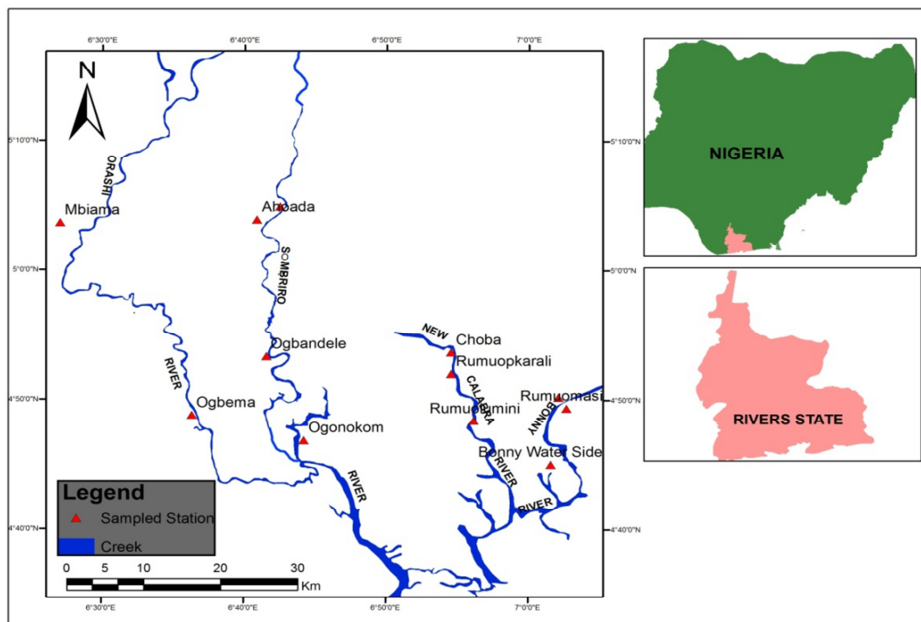 6°30'0"E
6°40'0"E
6°50'0"E
7°0'0"E
N
5°10'0"N
5°10'0"N
ORASHI
Mbiama
Ahoada
5°0'0"N
5°0'0"N
SOMBRIRO
NEW
Choba
Ogbandele
Rumuopkarali
CALABRA
RIVER
Rumuomasi
4°50'0"N
4°50'0"N
Ogbema
BONNY
Ogonokom
Bonny Water Side
RIVER
RIVER
RIVER
4°40'0"N
4°40'0"N
Legend
Sampled Station
Creek
0 5 10 20 30
Km
6°30'0"E
6°40'0"E
6°50'0"E
7°0'0"E
NIGERIA
RIVERS STATE